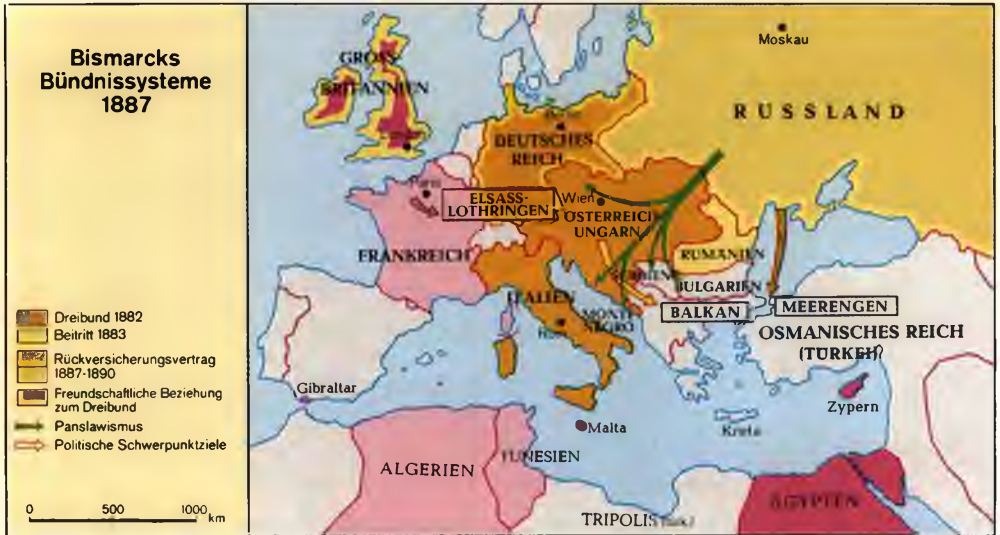 Bismarcks
Bündnissysteme
1887
Dreibund 1882
Beitritt 1883
Rückversicherungsvertrag
1887-1890
Freundschaftliche Beziehung
zum Dreibund
Panslawismus
Politische Schwerpunktziele
0 500 1000 km
Moskau
GROSS-
BRITANNIEN
RUSSLAND
DEUTSCHES
REICH
Paris
ELSASS-
LOTHRINGEN
Wien
ÖSTERREICH
UNGARN
FRANKREICH
RUMÄNIEN
SERBIEN
BULGARIEN
ITALIEN
MONTE
NEGRO
BALKAN
MEERENGEN
OSMANISCHES REICH
(TÜRKEI)
Rom
Gibraltar
Malta
Kreta
Zypern
ALGERIEN
TUNESIEN
TRIPOLIS
ÄGYPTEN